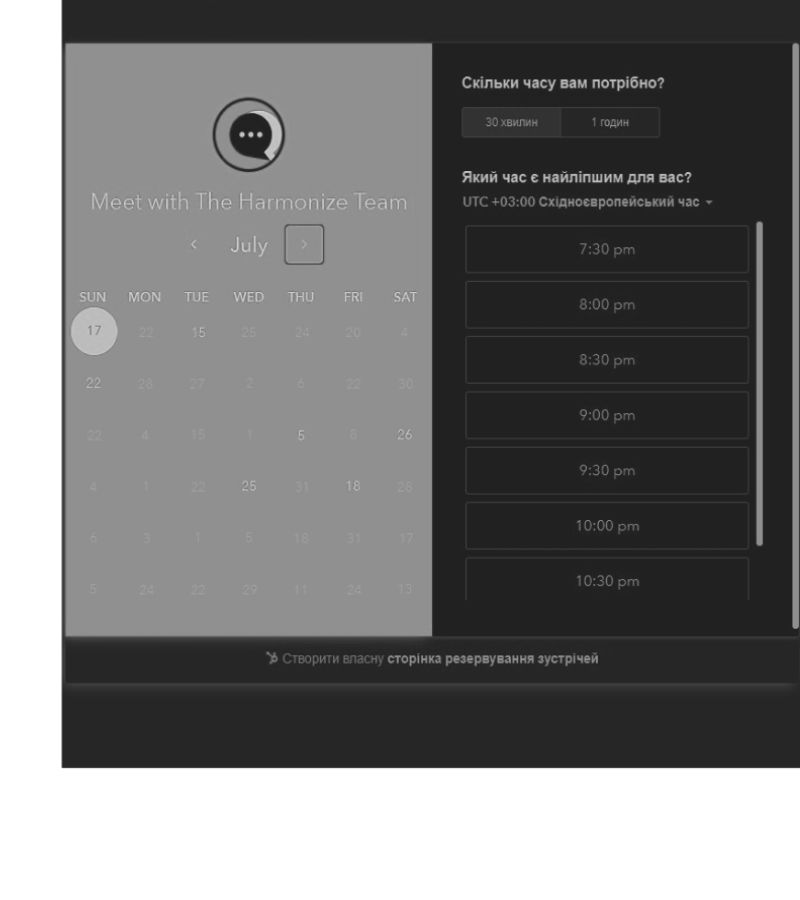 Meet with The Harmonize Team
July
SUN MON TUE WED THU FRI SAT
17 22 15 25 24 20 4
22 26 27 2 6 22 30
22 4 15 1 5 8 26
4 1 22 25 31 18 28
6 3 1 5 18 31 17
5 24 22 29 11 24 13
Скільки часу вам потрібно?
30 хвилин 1 годин
Який час є найліпшим для вас?
UTC +03:00 Східноєвропейський час
7:30 pm
8:00 pm
8:30 pm
9:00 pm
9:30 pm
10:00 pm
10:30 pm
Створити власну сторінка резервування зустрічей